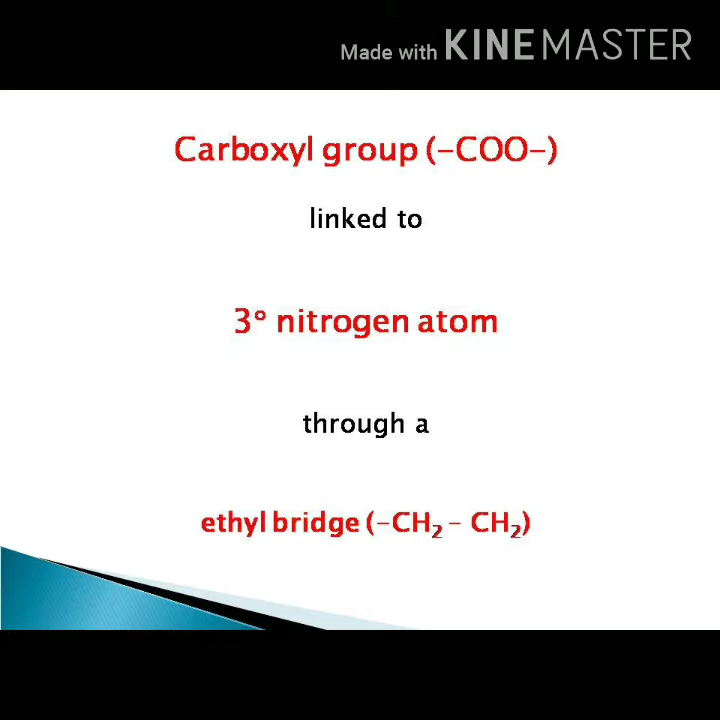 Made with KINEMASTER
Carboxyl group (-COO-)
linked to
3° nitrogen atom
through a
ethyl bridge (-CH₂ - CH₂)